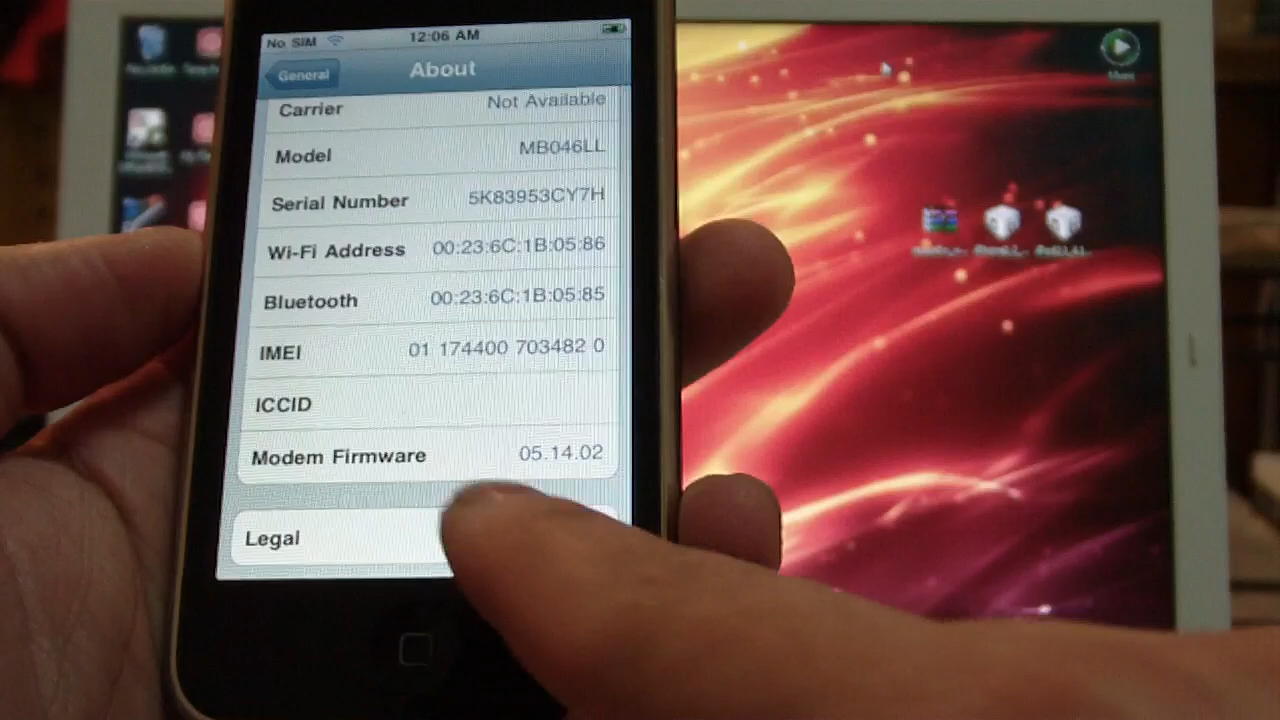 No SIM 12:06 AM
General About
Carrier Not Available
Model MB046LL
Serial Number 5K83953CY7H
Wi-Fi Address 00:23:6C:1B:05:86
Bluetooth 00:23:6C:1B:05:85
IMEI 01 174400 703482 0
ICCID
Modem Firmware 05.14.02
Legal